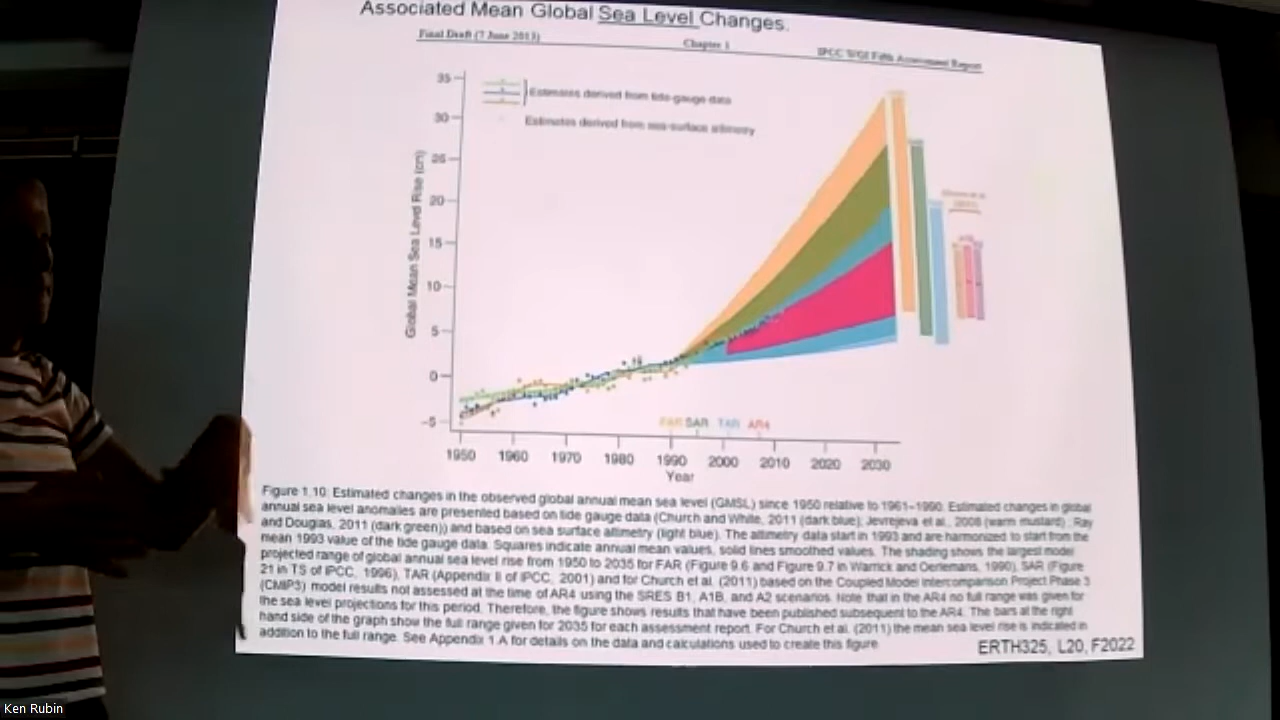 Associated Mean Global Sea Level Changes.
Final Draft (7 June 2013) Chapter 1 IPCC WGI Fifth Assessment Report
35
30
25
20
15
10
5
0
-5
Global Mean Sea Level Rise (cm)
Estimates derived from tide-gauge data
Estimates derived from sea-surface altimetry
FAR SAR TAR AR4
1950 1960 1970 1980 1990 2000 2010 2020 2030
Year
Figure 1.10: Estimated changes in the observed global annual mean sea level (GMSL) since 1950 relative to 1961–1990. Estimated changes in global
annual sea level anomalies are presented based on tide gauge data (Church and White, 2011 (dark blue); Jevrejeva et al., 2008 (warm mustard); Ray
and Douglas, 2011 (dark green)) and based on sea surface altimetry (light blue). The altimetry data start in 1993 and are harmonized to start from the
mean 1993 value of the tide gauge data. Squares indicate annual mean values, solid lines smoothed values. The shading shows the largest model
projected range of global annual sea level rise from 1950 to 2035 for FAR (Figure 9.6 and Figure 9.7 in Warrick and Oerlemans, 1990), SAR (Figure
21 in TS of IPCC, 1996), TAR (Appendix II of IPCC, 2001) and for Church et al. (2011) based on the Coupled Model Intercomparison Project Phase 3
(CMIP3) model results not assessed at the time of AR4 using the SRES B1, A1B, and A2 scenarios. Note that in the AR4 no full range was given for
the sea level projections for this period. Therefore, the figure shows results that have been published subsequent to the AR4. The bars at the right
hand side of the graph show the full range given for 2035 for each assessment report. For Church et al. (2011) the mean sea level rise is indicated in
addition to the full range. See Appendix 1.A for details on the data and calculations used to create this figure.
ERTH325, L20, F2022
Ken Rubin